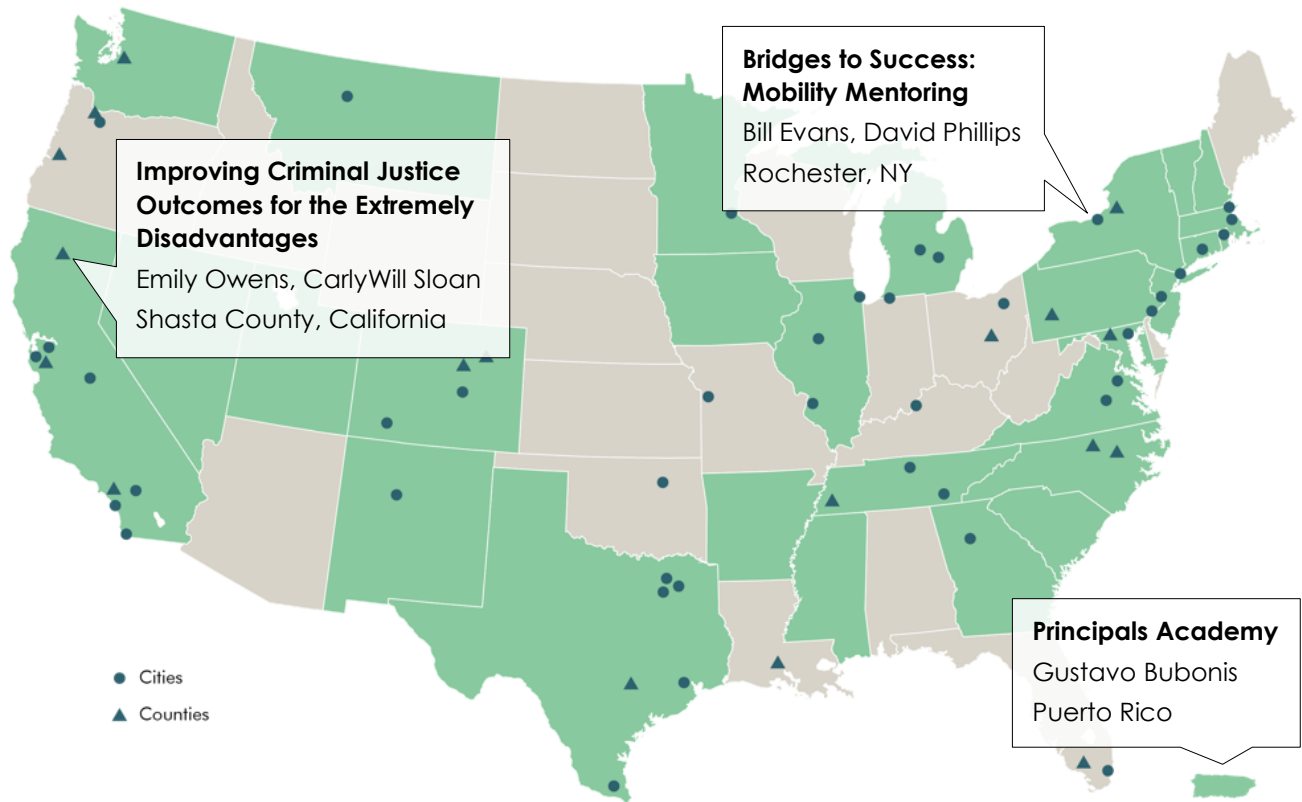 Bridges to Success:
Mobility Mentoring
Bill Evans, David Phillips
Rochester, NY
Improving Criminal Justice
Outcomes for the Extremely
Disadvantages
Emily Owens, CarlyWill Sloan
Shasta County, California
Principals Academy
Gustavo Bubonis
Puerto Rico
Cities
Counties